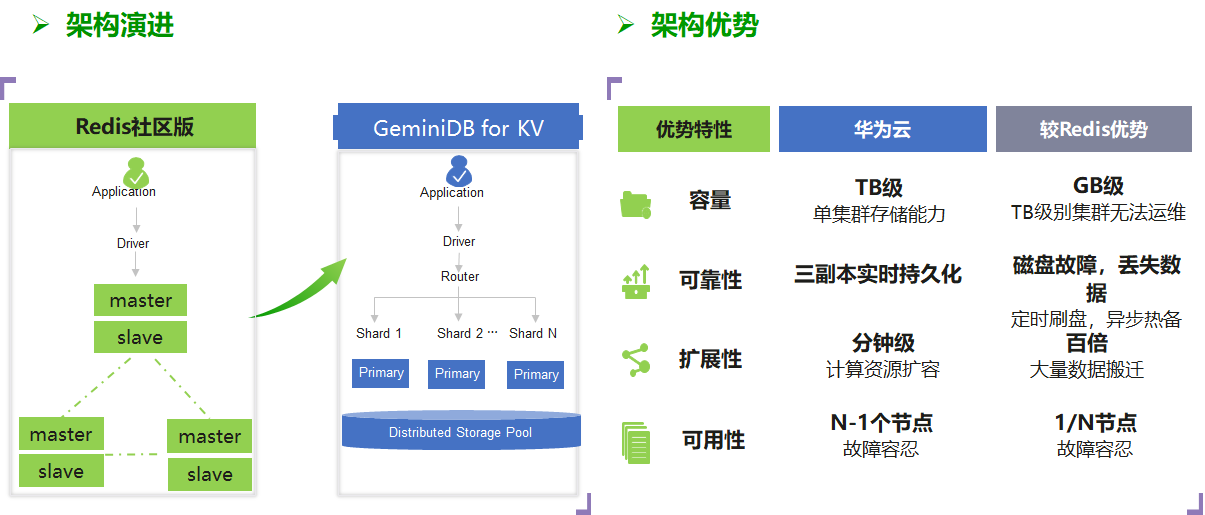 架构演进
Redis社区版
Application
Driver
master
slave
master
slave
master
slave
GeminiDB for KV
Application
Driver
Router
Shard 1
Shard 2 ···
Shard N
Primary
Primary
Primary
Distributed Storage Pool
架构优势
优势特性
华为云
较Redis优势
容量
TB级
单集群存储能力
GB级
TB级别集群无法运维
可靠性
三副本实时持久化
磁盘故障，丢失数
据
定时刷盘，异步热备
扩展性
分钟级
计算资源扩容
百倍
大量数据搬迁
可用性
N-1个节点
故障容忍
1/N节点
故障容忍